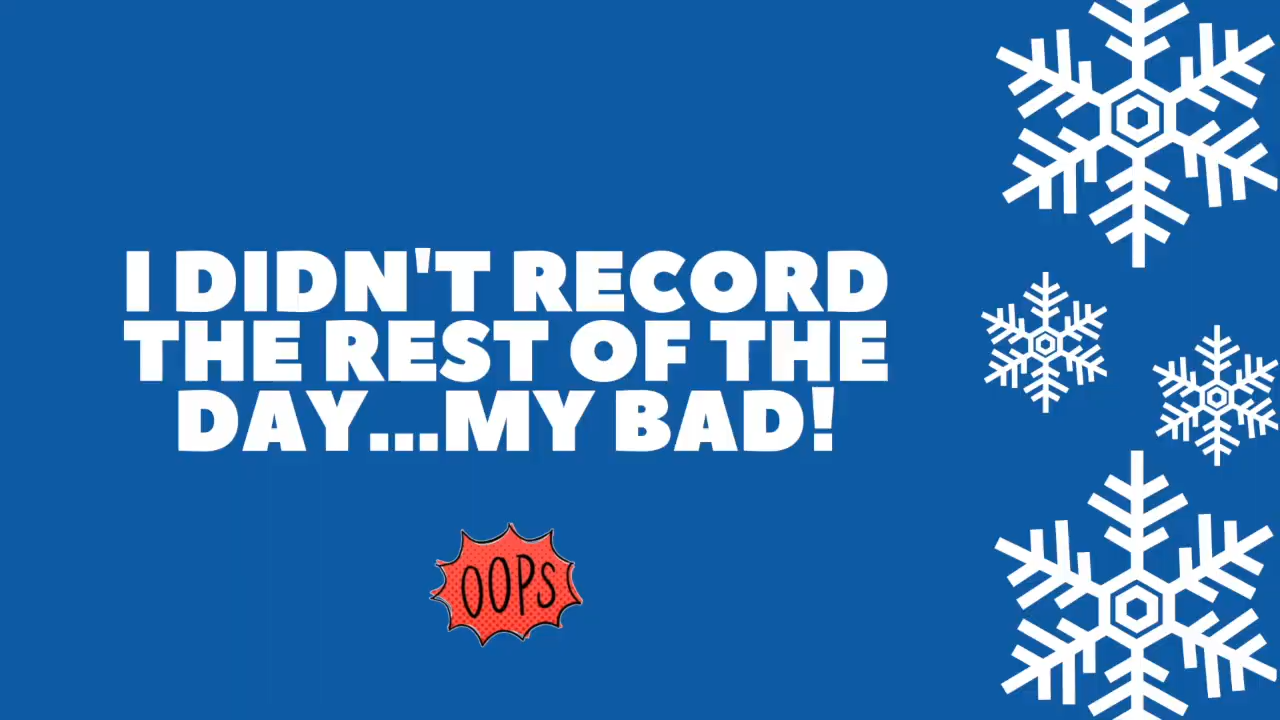 I DIDN'T RECORD
THE REST OF THE
DAY...MY BAD!
OOPS